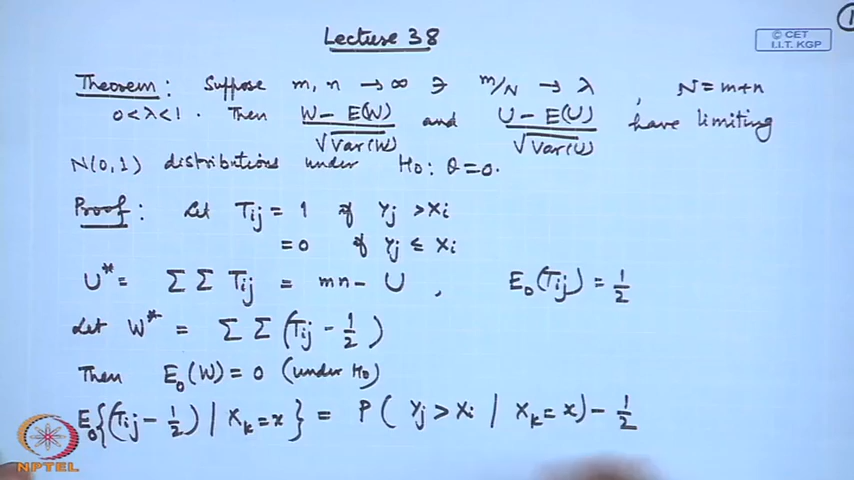 1
Lecture 38
© CET
I.I.T. KGP
Theorem: Suppose m, n → ∞ ∋ m/N → λ, N = m+n
0 < λ < 1. Then (W − E(W))/√Var(W) and (U − E(U))/√Var(U) have limiting
N(0,1) distributions under H₀: θ = 0.
Proof: Let Tij = 1 if Yj > Xi
= 0 if Yj ≤ Xi
U* = ΣΣ Tij = mn − U, E₀(Tij) = 1/2
Let W* = ΣΣ (Tij − 1/2)
Then E₀(W) = 0 (under H₀)
E₀{(Tij − 1/2) | Xk = x} = P(Yj > Xi | Xk = x) − 1/2
NPTEL